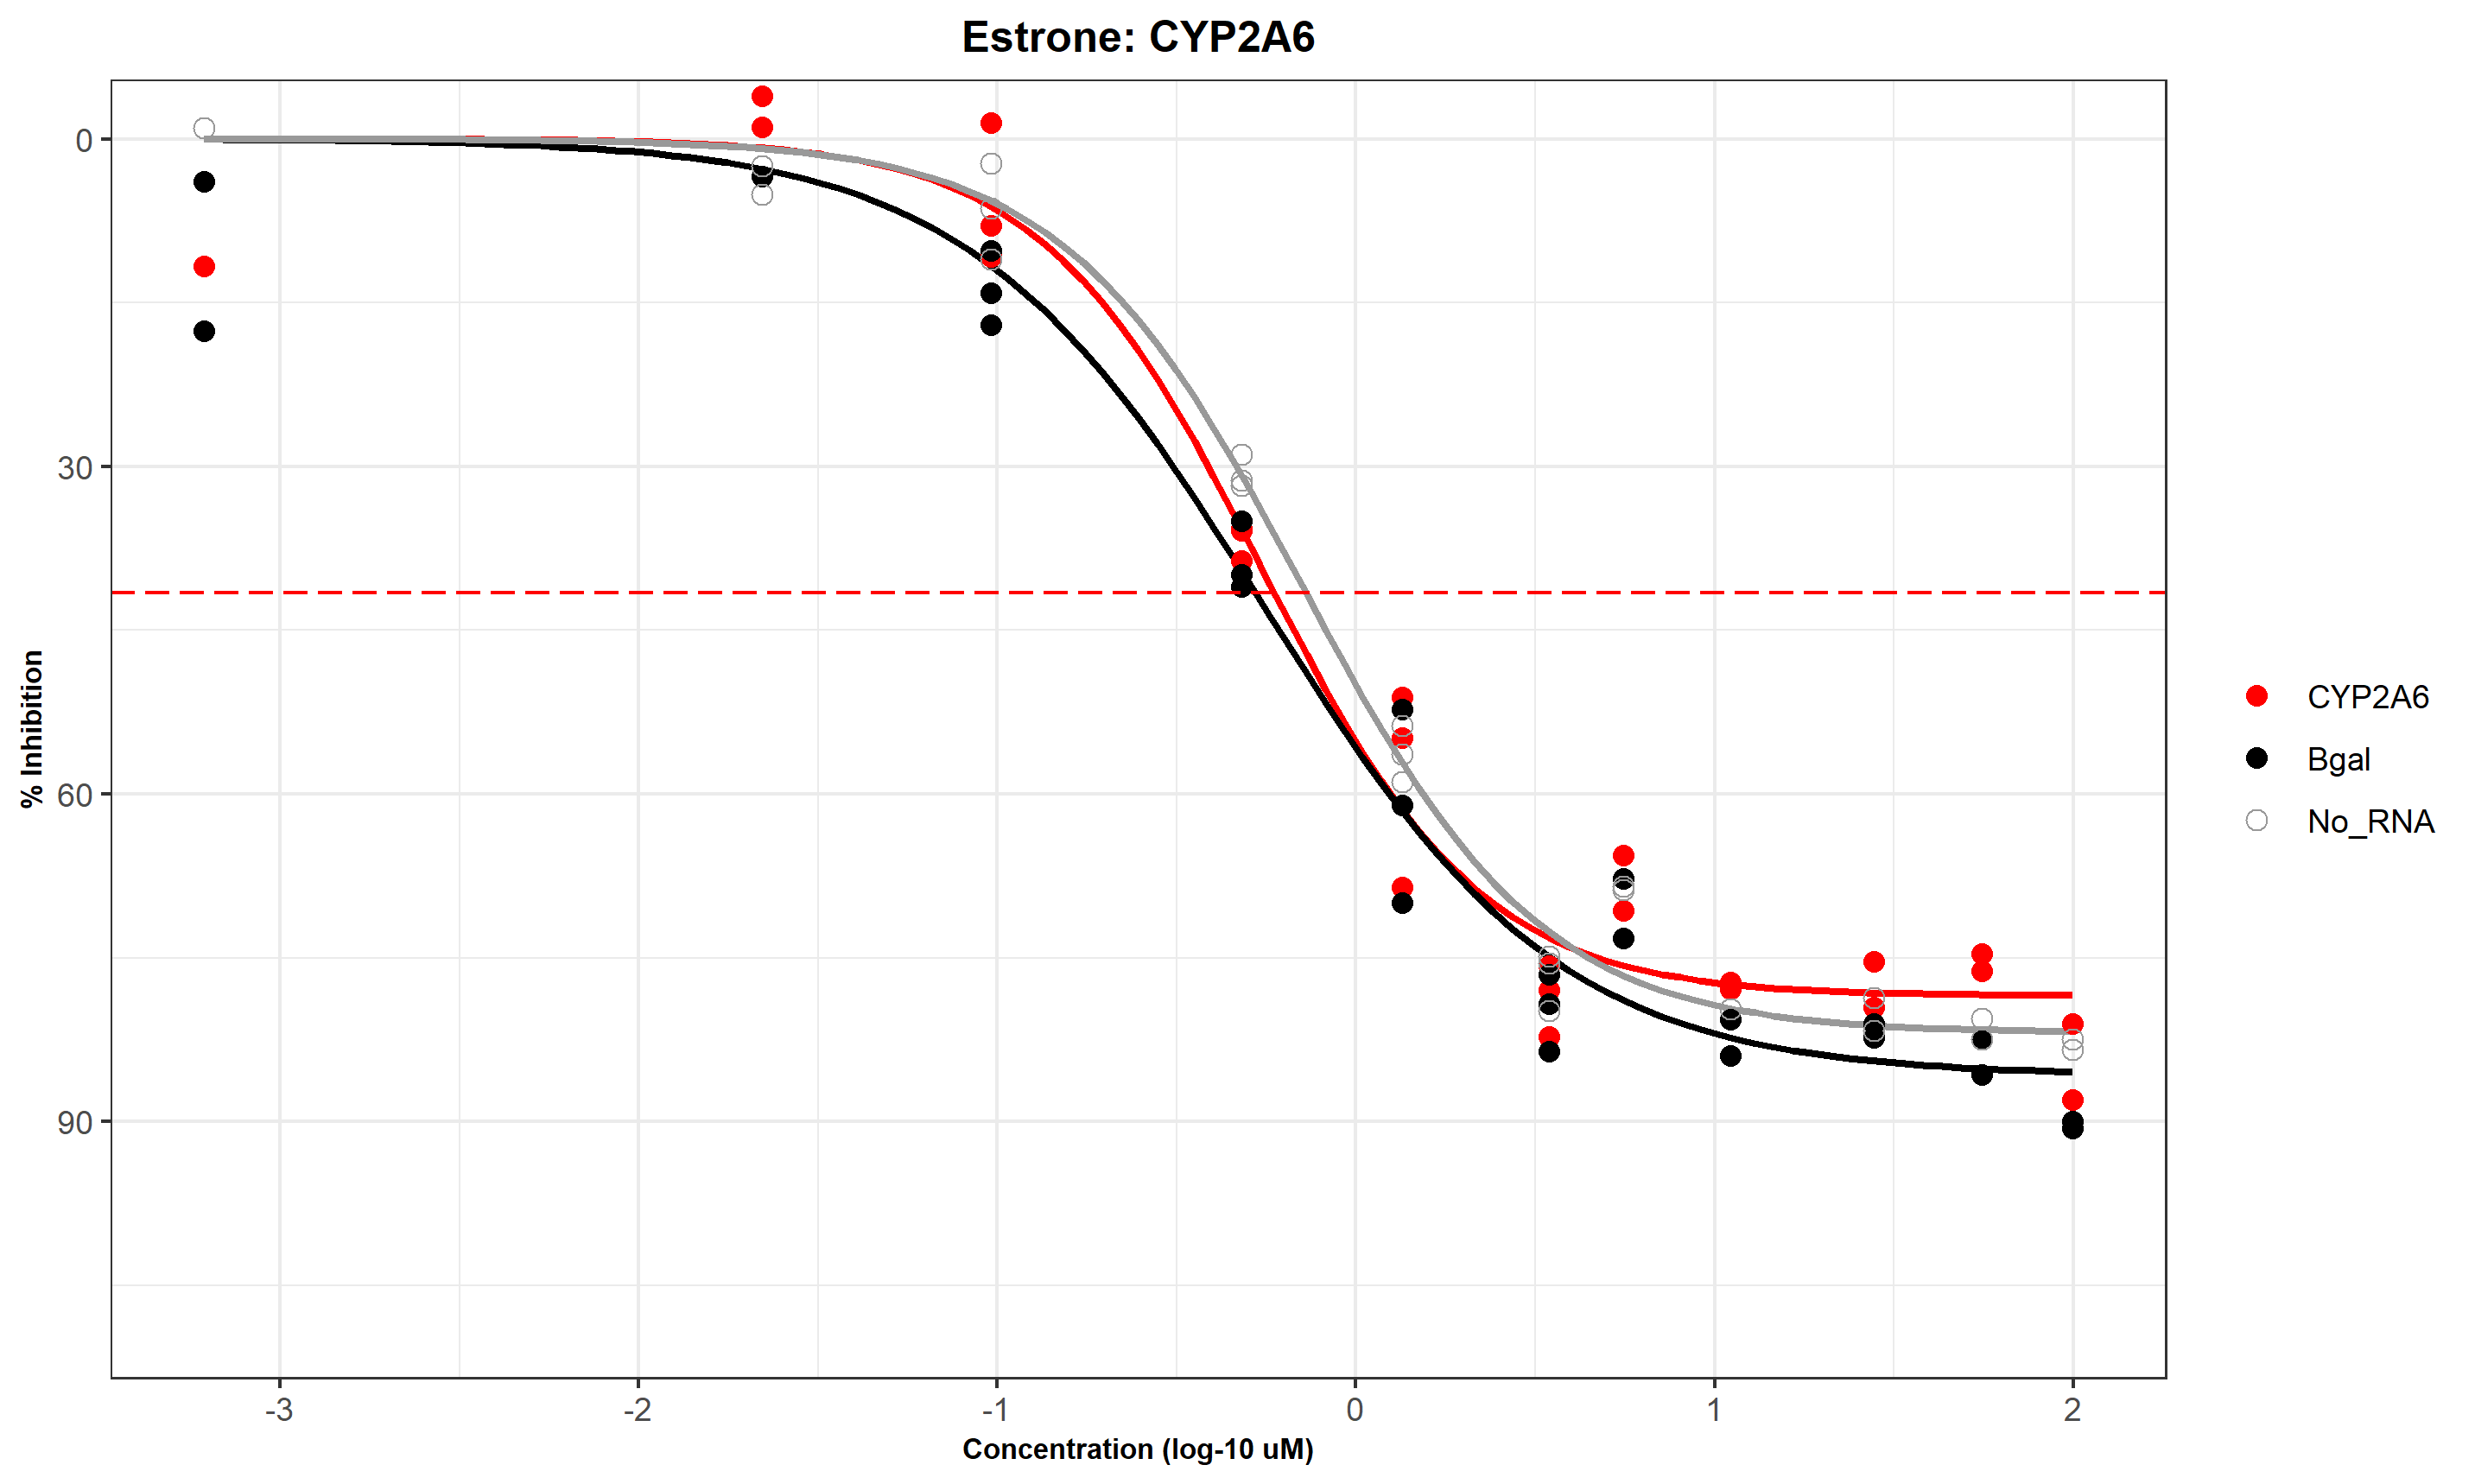 Estrone: CYP2A6
% Inhibition
0
30
60
90
-3
-2
-1
0
1
2
Concentration (log-10 uM)
CYP2A6
Bgal
No_RNA